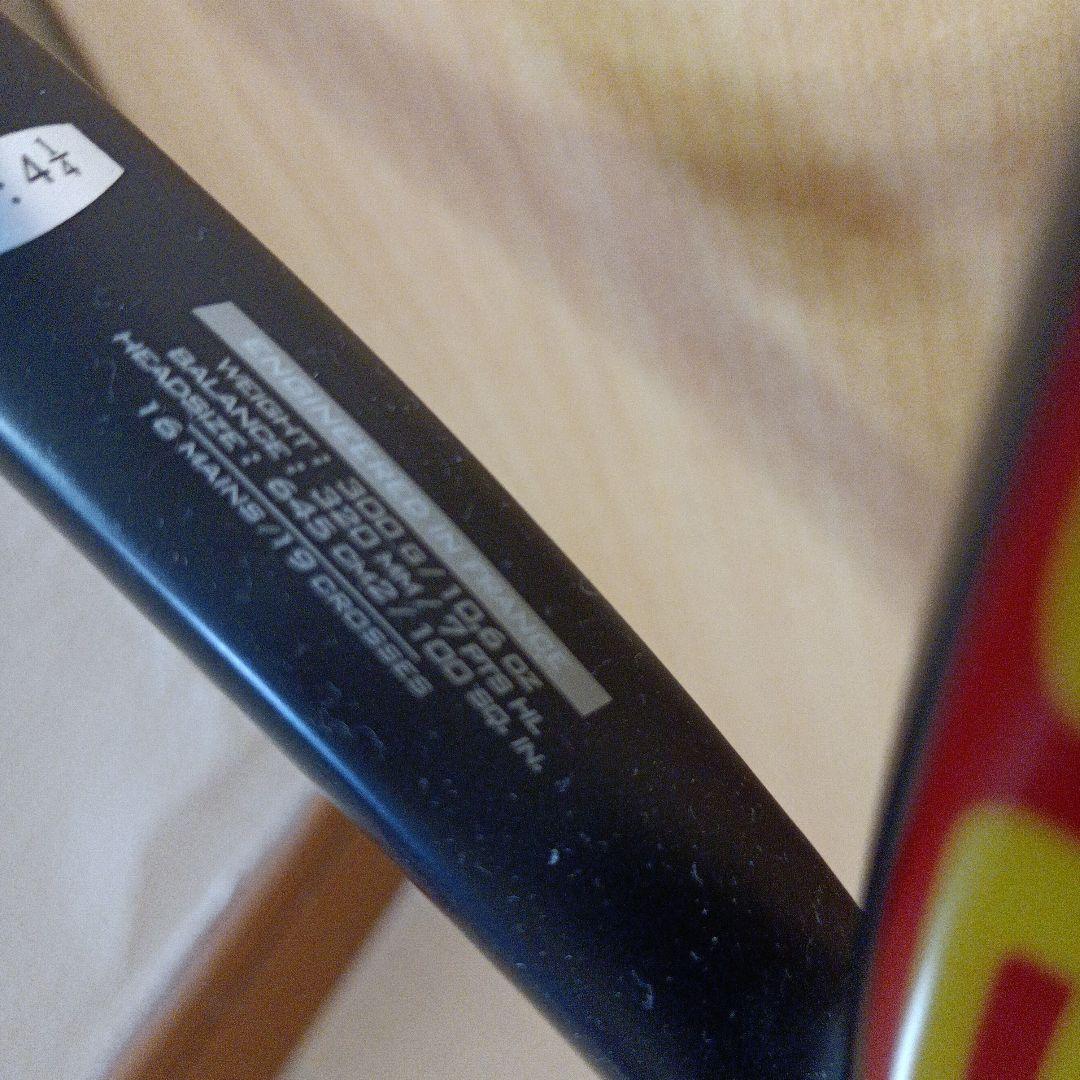 4 1/4
ENGINEERED IN FRANCE
WEIGHT : 300 G/10.6 OZ
BALANCE : 320 MM/7 PTS HL
HEADSIZE : 645 CM2/100 SQ. IN.
16 MAINS/19 CROSSES